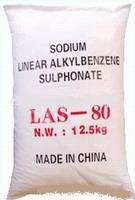 SODIUM
LINEAR ALKYLBENZENE
SULPHONATE
LAS-80
N.W. : 12.5kg
MADE IN CHINA